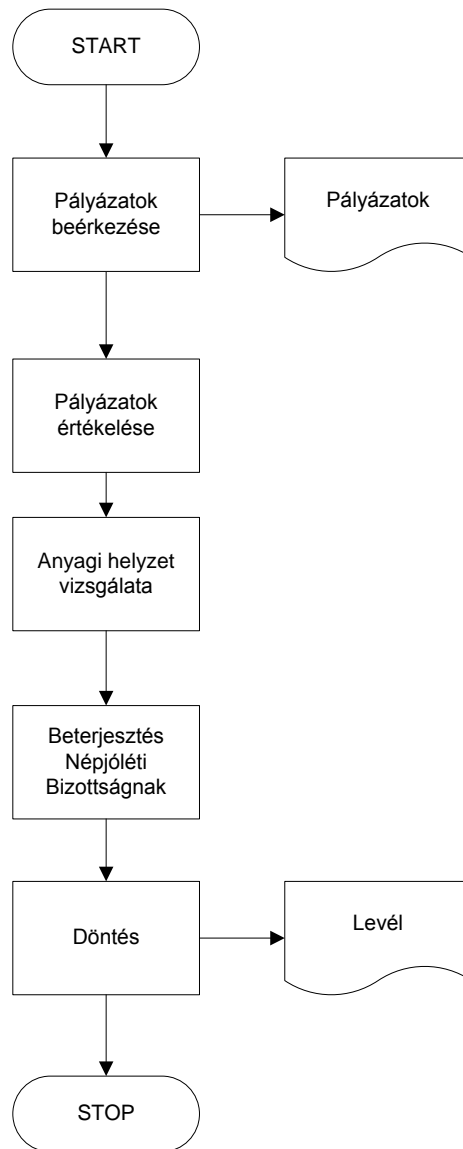 START
Pályázatok
beérkezése
Pályázatok
Pályázatok
értékelése
Anyagi helyzet
vizsgálata
Beterjesztés
Népjóléti
Bizottságnak
Döntés
Levél
STOP